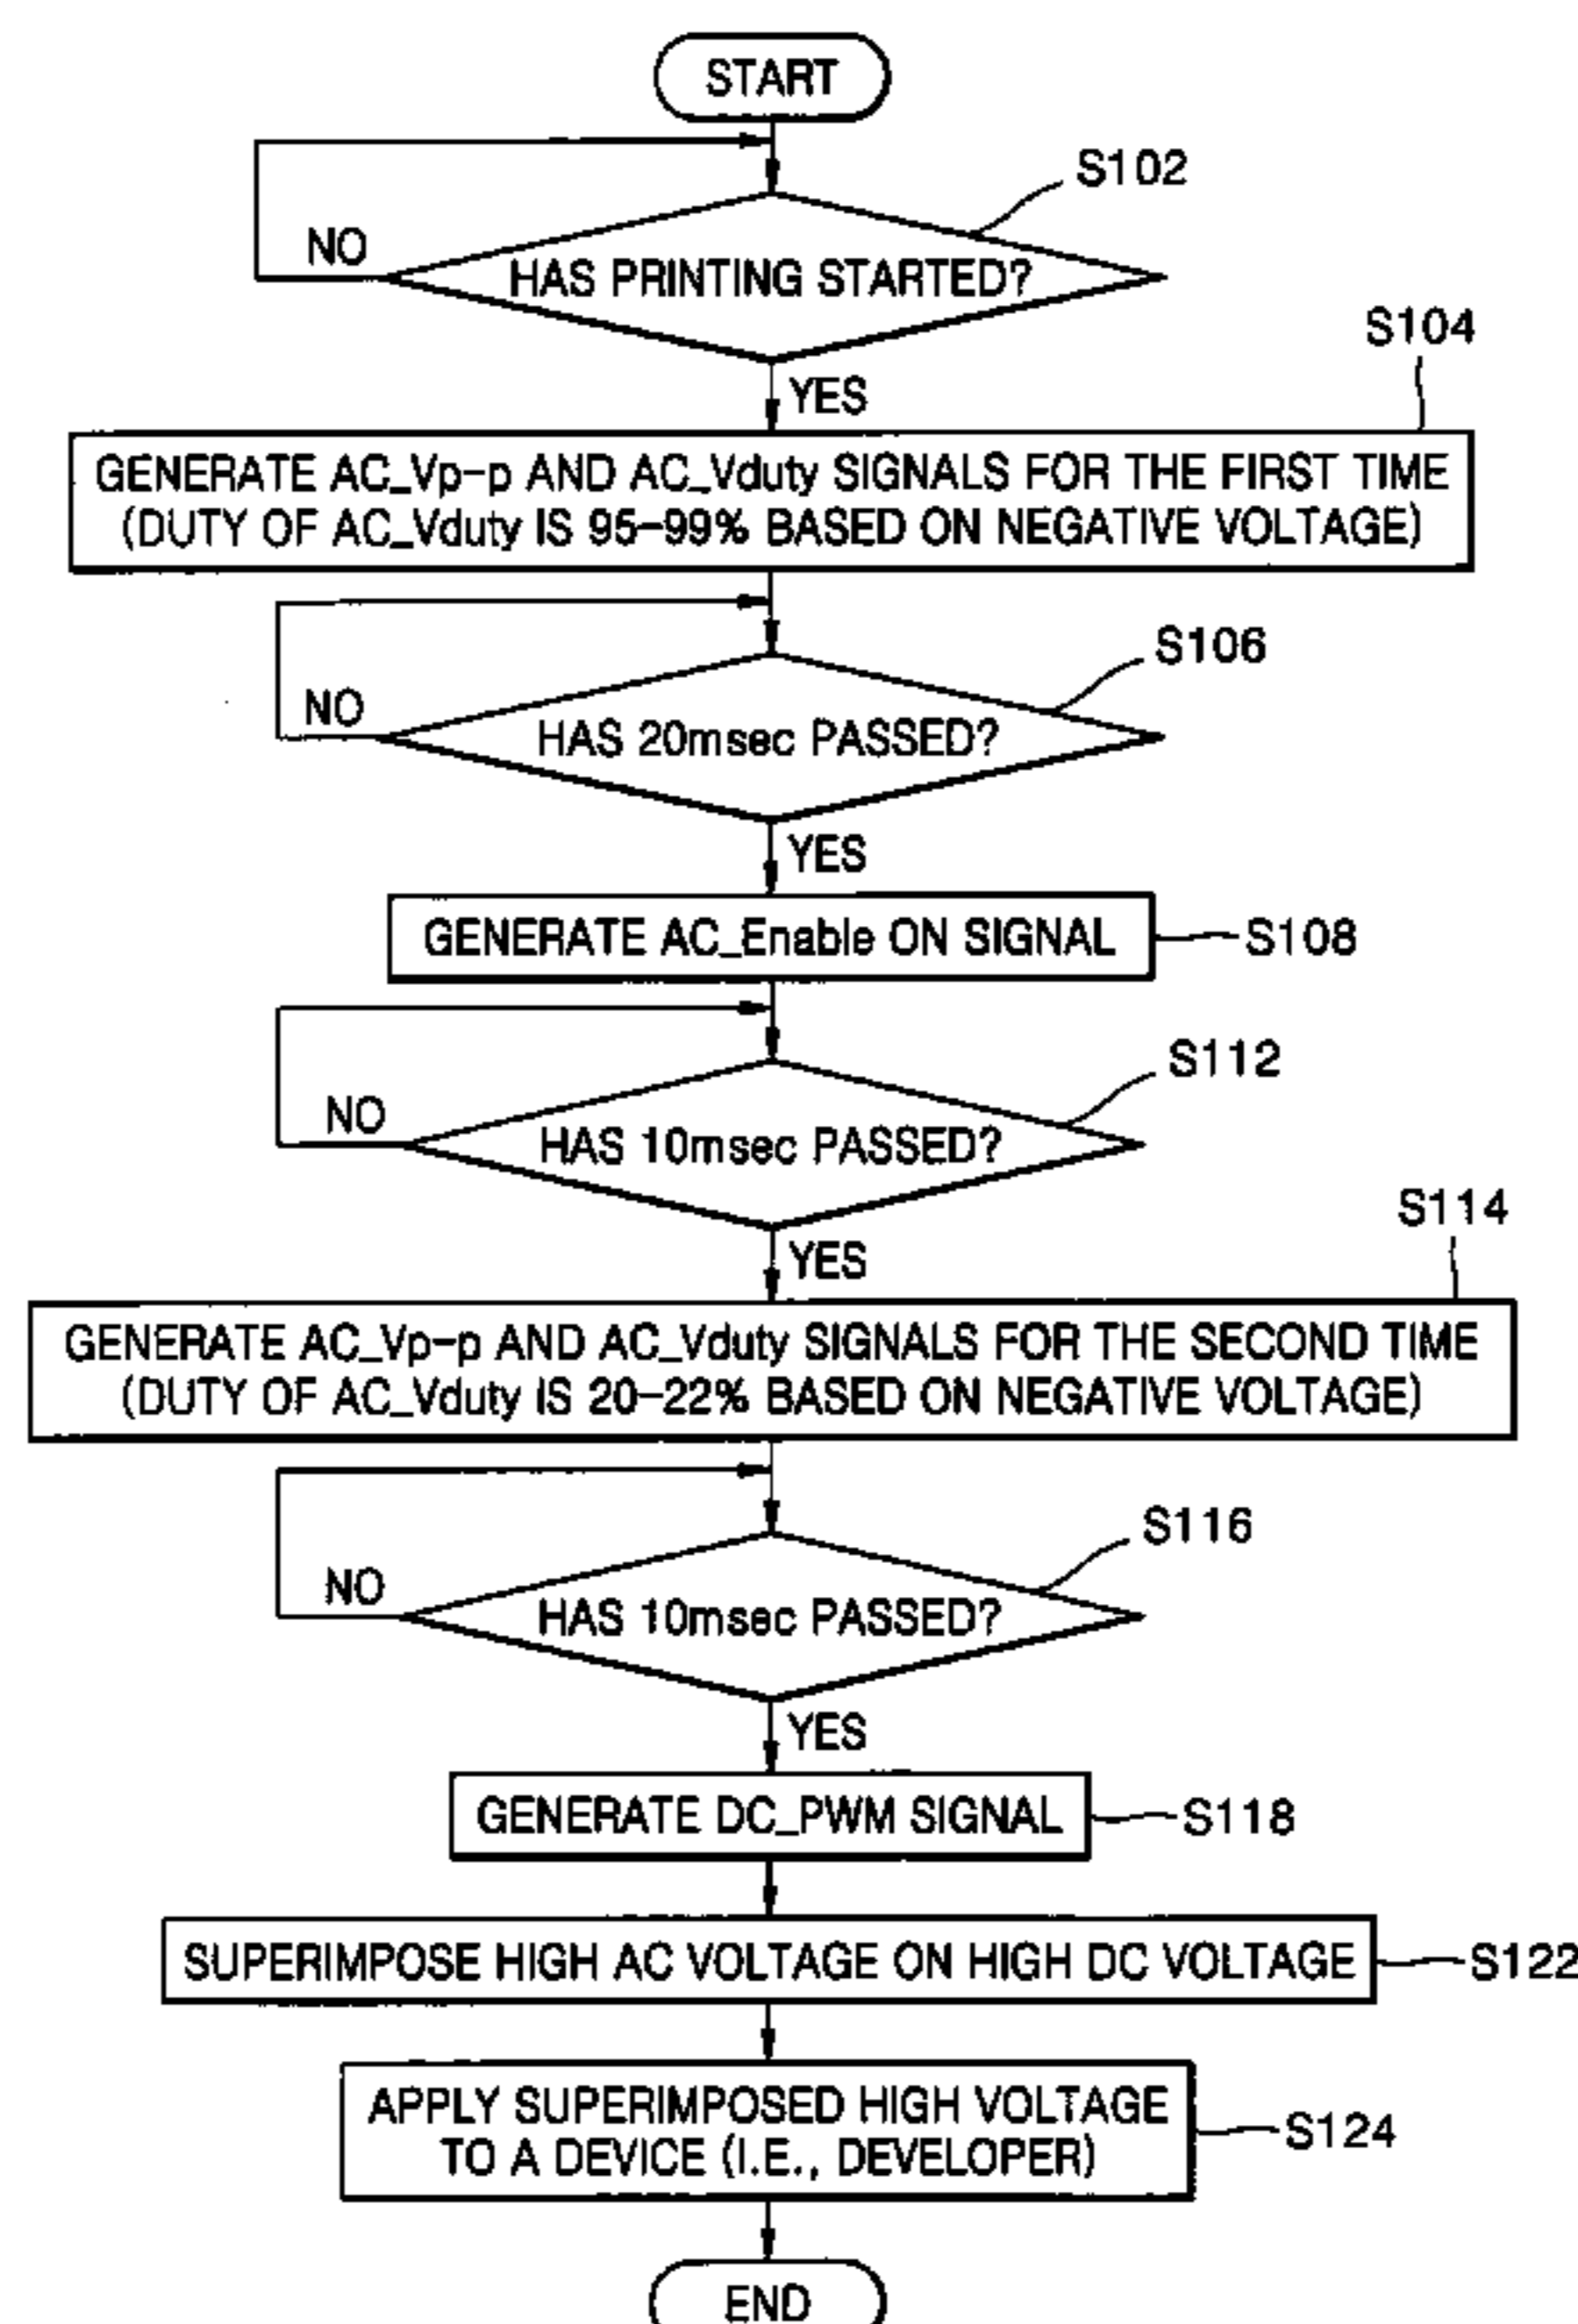 START
S102
NO
HAS PRINTING STARTED?
S104
YES
GENERATE AC_Vp-p AND AC_Vduty SIGNALS FOR THE FIRST TIME
(DUTY OF AC_Vduty IS 95-99% BASED ON NEGATIVE VOLTAGE)
S106
NO
HAS 20msec PASSED?
YES
GENERATE AC_Enable ON SIGNAL
S108
S112
NO
HAS 10msec PASSED?
S114
YES
GENERATE AC_Vp-p AND AC_Vduty SIGNALS FOR THE SECOND TIME
(DUTY OF AC_Vduty IS 20-22% BASED ON NEGATIVE VOLTAGE)
S116
NO
HAS 10msec PASSED?
YES
GENERATE DC_PWM SIGNAL
S118
SUPERIMPOSE HIGH AC VOLTAGE ON HIGH DC VOLTAGE
S122
APPLY SUPERIMPOSED HIGH VOLTAGE
TO A DEVICE (I.E., DEVELOPER)
S124
END